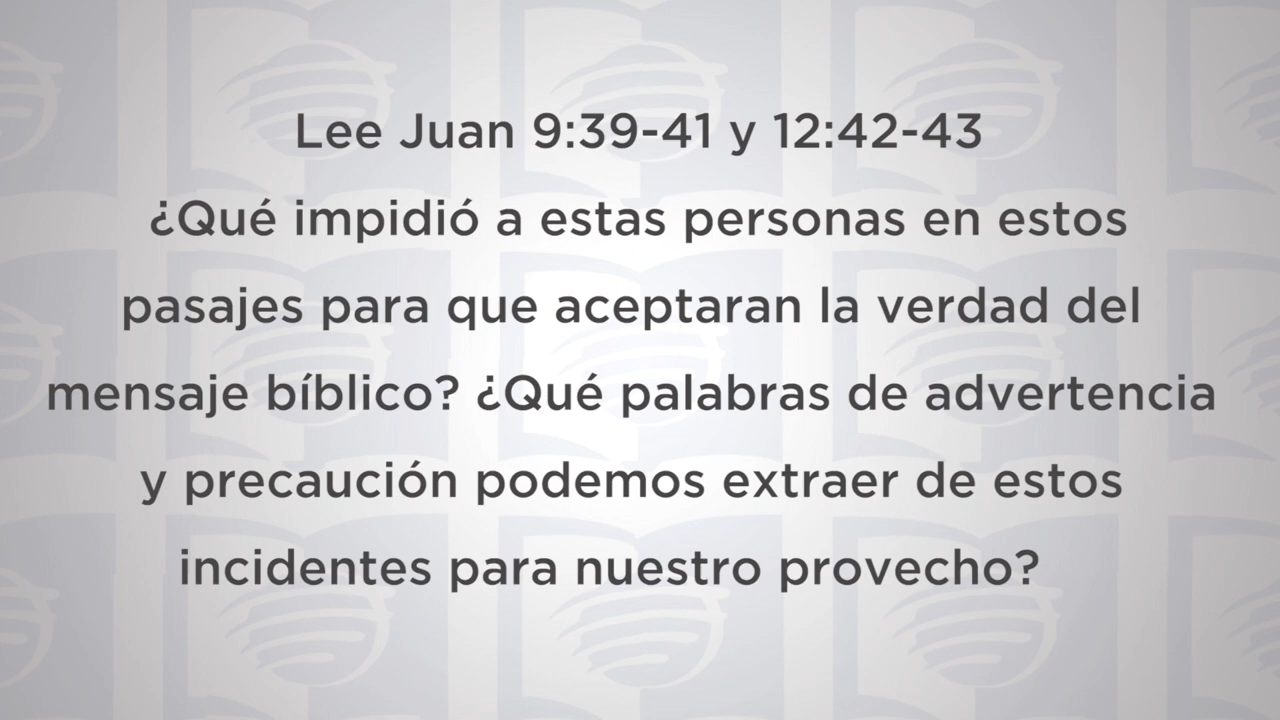 Lee Juan 9:39-41 y 12:42-43
¿Qué impidió a estas personas en estos
pasajes para que aceptaran la verdad del
mensaje bíblico? ¿Qué palabras de advertencia
y precaución podemos extraer de estos
incidentes para nuestro provecho?